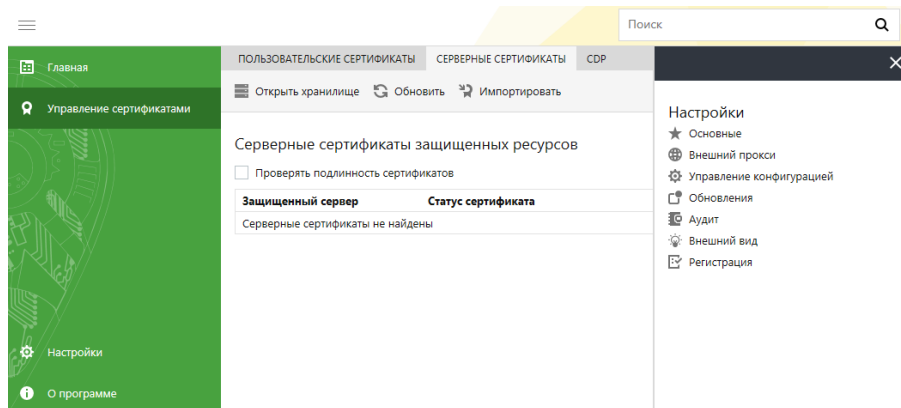 Поиск
Главная
Управление сертификатами
Настройки
О программе
ПОЛЬЗОВАТЕЛЬСКИЕ СЕРТИФИКАТЫ СЕРВЕРНЫЕ СЕРТИФИКАТЫ CDP
Открыть хранилище Обновить Импортировать
Серверные сертификаты защищенных ресурсов
Проверять подлинность сертификатов
Защищенный сервер Статус сертификата
Серверные сертификаты не найдены
Настройки
Основные
Внешний прокси
Управление конфигурацией
Обновления
Аудит
Внешний вид
Регистрация